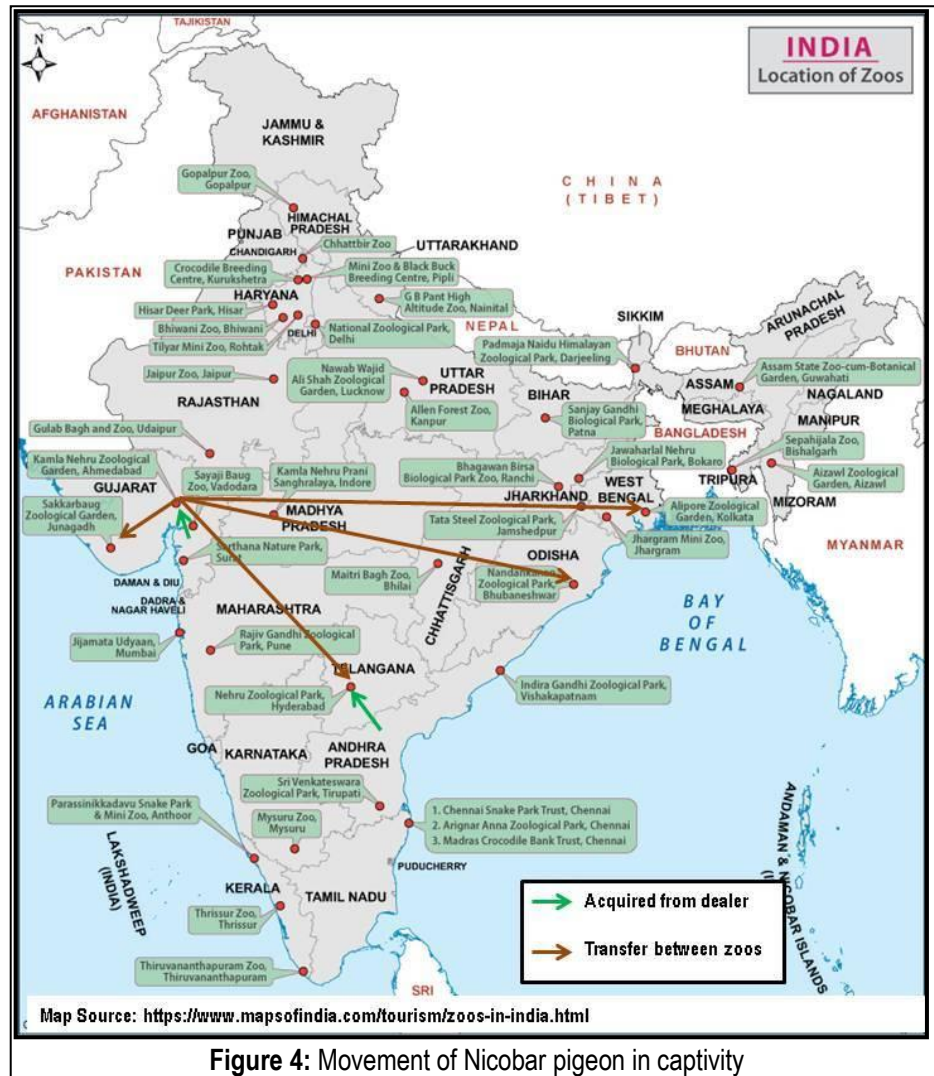 TAJIKISTAN
N
INDIA
Location of Zoos
AFGHANISTAN
JAMMU &
KASHMIR
Gopalpur Zoo,
Gopalpur
CHINA
(TIBET)
HIMACHAL
PRADESH
PUNJAB
CHANDIGARH
Chhattbir Zoo
UTTARAKHAND
PAKISTAN
Crocodile Breeding
Centre, Kurukshetra
Mini Zoo & Black Buck
Breeding Centre, Pipli
HARYANA
G B Pant High
Altitude Zoo, Nainital
Hisar Deer Park, Hisar
Bhiwani Zoo, Bhiwani
DELHI
National Zoological Park,
Delhi
Tilyar Mini Zoo, Rohtak
NEPAL
SIKKIM
ARUNACHAL
PRADESH
Padmaja Naidu Himalayan
Zoological Park, Darjeeling
BHUTAN
Jaipur Zoo, Jaipur
Nawab Wajid
Ali Shah Zoological
Garden, Lucknow
UTTAR
PRADESH
ASSAM
Assam State Zoo-cum-Botanical
Garden, Guwahati
RAJASTHAN
Allen Forest Zoo,
Kanpur
BIHAR
Sanjay Gandhi
Biological Park,
Patna
MEGHALAYA
NAGALAND
MANIPUR
Gulab Bagh and Zoo, Udaipur
BANGLADESH
Sepahijala Zoo,
Bishalgarh
Kamla Nehru Zoological
Garden, Ahmedabad
Sayaji Baug
Zoo, Vadodara
Kamla Nehru Prani
Sanghralaya, Indore
Bhagawan Birsa
Biological Park Zoo, Ranchi
Jawaharlal Nehru
Biological Park, Bokaro
TRIPURA
Aizawl Zoological
Garden, Aizawl
GUJARAT
JHARKHAND
WEST
BENGAL
MIZORAM
Sakkarbaug
Zoological Garden,
Junagadh
MADHYA
PRADESH
Tata Steel Zoological Park,
Jamshedpur
Alipore Zoological
Garden, Kolkata
Jhargram Mini Zoo,
Jhargram
MYANMAR
Sarthana Nature Park,
Surat
Maitri Bagh Zoo,
Bhilai
CHHATTISGARH
ODISHA
Nandankanan
Zoological Park,
Bhubaneshwar
DAMAN & DIU
DADRA &
NAGAR HAVELI
MAHARASHTRA
BAY
OF
BENGAL
Jijamata Udyaan,
Mumbai
Rajiv Gandhi Zoological
Park, Pune
TELANGANA
Nehru Zoological Park,
Hyderabad
Indira Gandhi Zoological Park,
Vishakapatnam
ARABIAN
SEA
GOA
KARNATAKA
ANDHRA
PRADESH
Sri Venkateswara
Zoological Park, Tirupati
Parassinikkadavu Snake Park
& Mini Zoo, Anthoor
Mysuru Zoo,
Mysuru
1. Chennai Snake Park Trust, Chennai
2. Arignar Anna Zoological Park, Chennai
3. Madras Crocodile Bank Trust, Chennai
PUDUCHERRY
LAKSHADWEEP
(INDIA)
KERALA
TAMIL NADU
ANDAMAN & NICOBAR ISLANDS
Thrissur Zoo,
Thrissur
Thiruvananthapuram Zoo,
Thiruvananthapuram
Acquired from dealer
Transfer between zoos
SRI
Map Source: https://www.mapsofindia.com/tourism/zoos-in-india.html
Figure 4: Movement of Nicobar pigeon in captivity